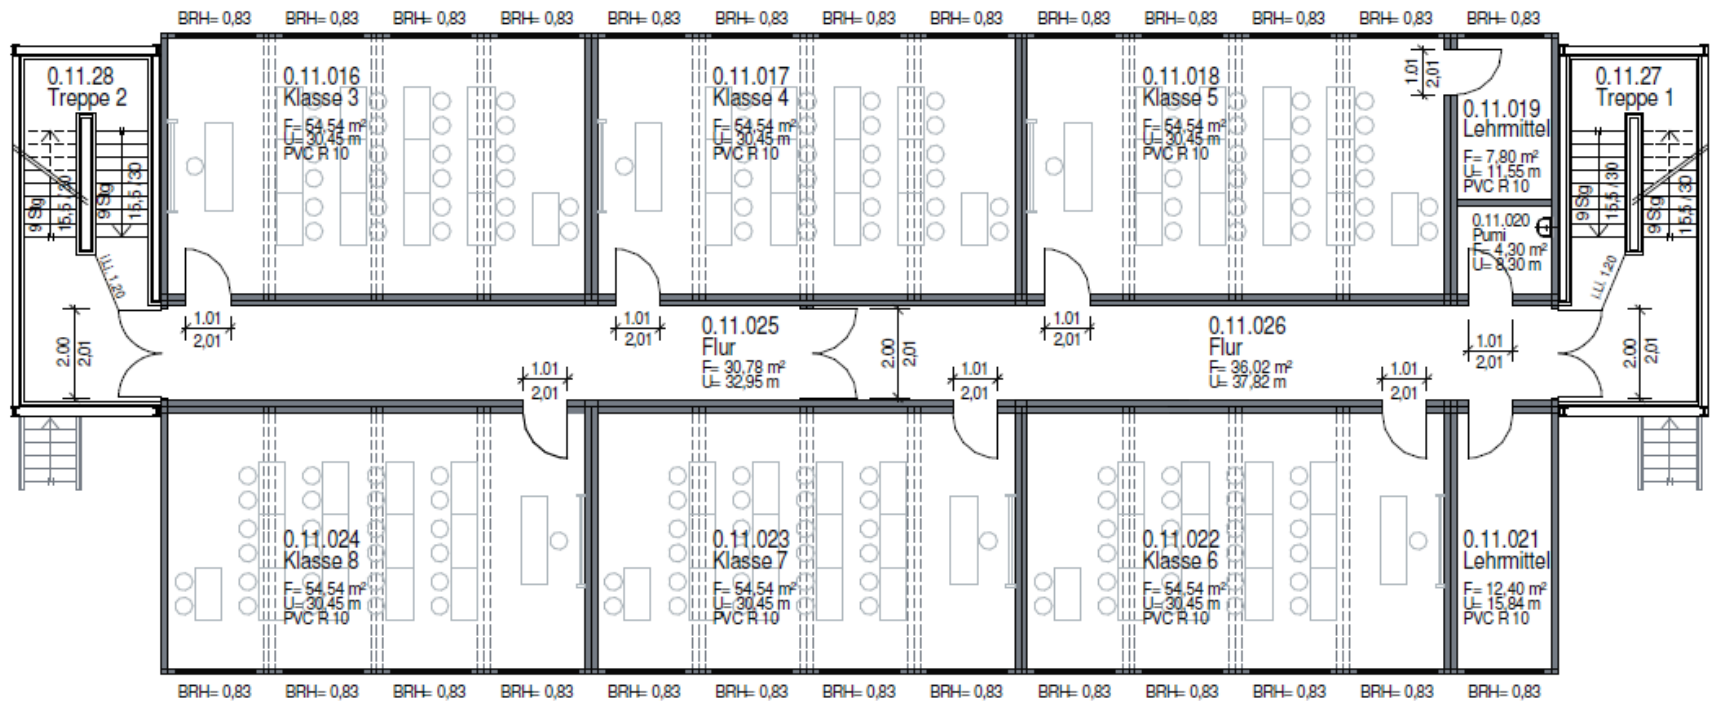 BRH= 0,83 BRH= 0,83 BRH= 0,83 BRH= 0,83 BRH= 0,83 BRH= 0,83 BRH= 0,83 BRH= 0,83 BRH= 0,83 BRH= 0,83 BRH= 0,83 BRH= 0,83 BRH= 0,83
0.11.28
Treppe 2
9 Sg
15,5 / 30
9 Sg
15,5 / 30
i.Li. 1.20
2.00
2,01
0.11.016
Klasse 3
F= 54,54 m²
U= 30,45 m
PVC R 10
1.01
2,01
0.11.017
Klasse 4
F= 54,54 m²
U= 30,45 m
PVC R 10
1.01
2,01
0.11.018
Klasse 5
F= 54,54 m²
U= 30,45 m
PVC R 10
1.01
2,01
1.01
2,01
0.11.019
Lehrmittel
F= 7,80 m²
U= 11,55 m
PVC R 10
0.11.020
Pumi
F= 4,30 m²
U= 8,30 m
1.01
2,01
0.11.27
Treppe 1
9 Sg
15,5 / 30
9 Sg
15,5 / 30
i.Li. 1.20
2.00
2,01
0.11.025
Flur
F= 30,78 m²
U= 32,95 m
2.00
2,01
0.11.026
Flur
F= 36,02 m²
U= 37,82 m
1.01
2,01
1.01
2,01
1.01
2,01
0.11.024
Klasse 8
F= 54,54 m²
U= 30,45 m
PVC R 10
0.11.023
Klasse 7
F= 54,54 m²
U= 30,45 m
PVC R 10
0.11.022
Klasse 6
F= 54,54 m²
U= 30,45 m
PVC R 10
0.11.021
Lehrmittel
F= 12,40 m²
U= 15,84 m
PVC R 10
BRH= 0,83 BRH= 0,83 BRH= 0,83 BRH= 0,83 BRH= 0,83 BRH= 0,83 BRH= 0,83 BRH= 0,83 BRH= 0,83 BRH= 0,83 BRH= 0,83 BRH= 0,83 BRH= 0,83